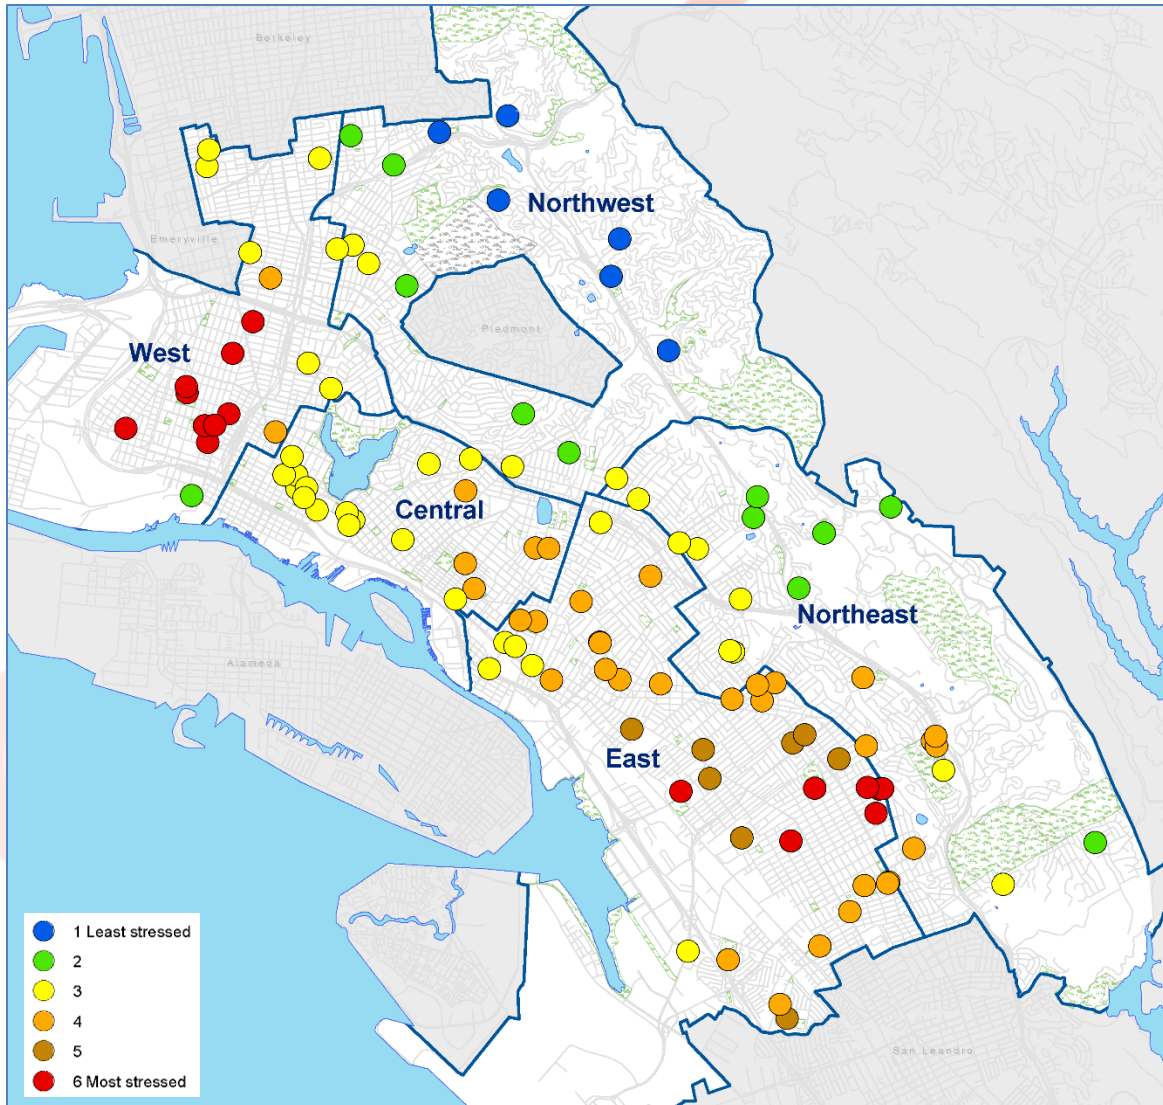 Berkeley
Northwest
Emeryville
Piedmont
West
Central
Northeast
Alameda
East
1 Least stressed
2
3
4
5
6 Most stressed
San Leandro